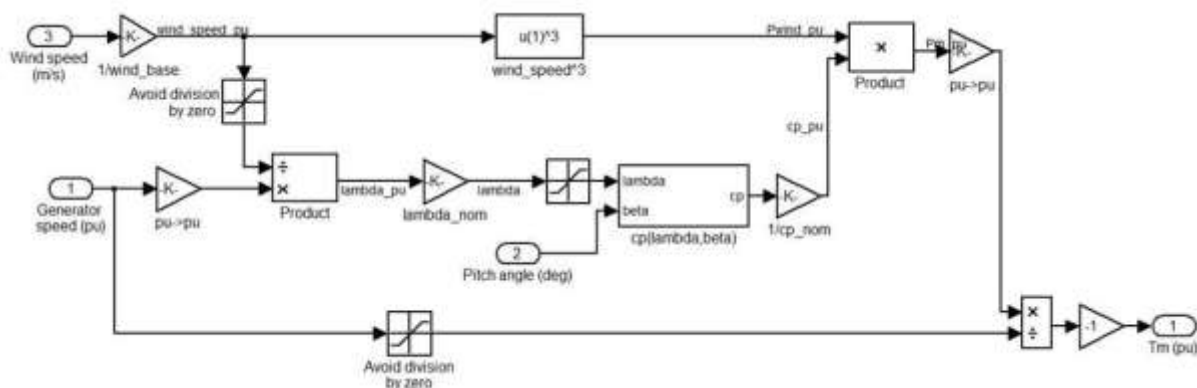 3
Wind speed
(m/s)
-K-
1/wind_base
wind_speed_pu
u(1)^3
wind_speed^3
Pwind_pu
×
Product
-K-
pu->pu
Avoid division
by zero
cp_pu
1
Generator
speed (pu)
-K-
pu->pu
÷
×
Product
lambda_pu
-K-
lambda_nom
lambda
lambda
beta
cp
cp(lambda,beta)
-K-
1/cp_nom
2
Pitch angle (deg)
Avoid division
by zero
×
÷
-1
1
Tm (pu)